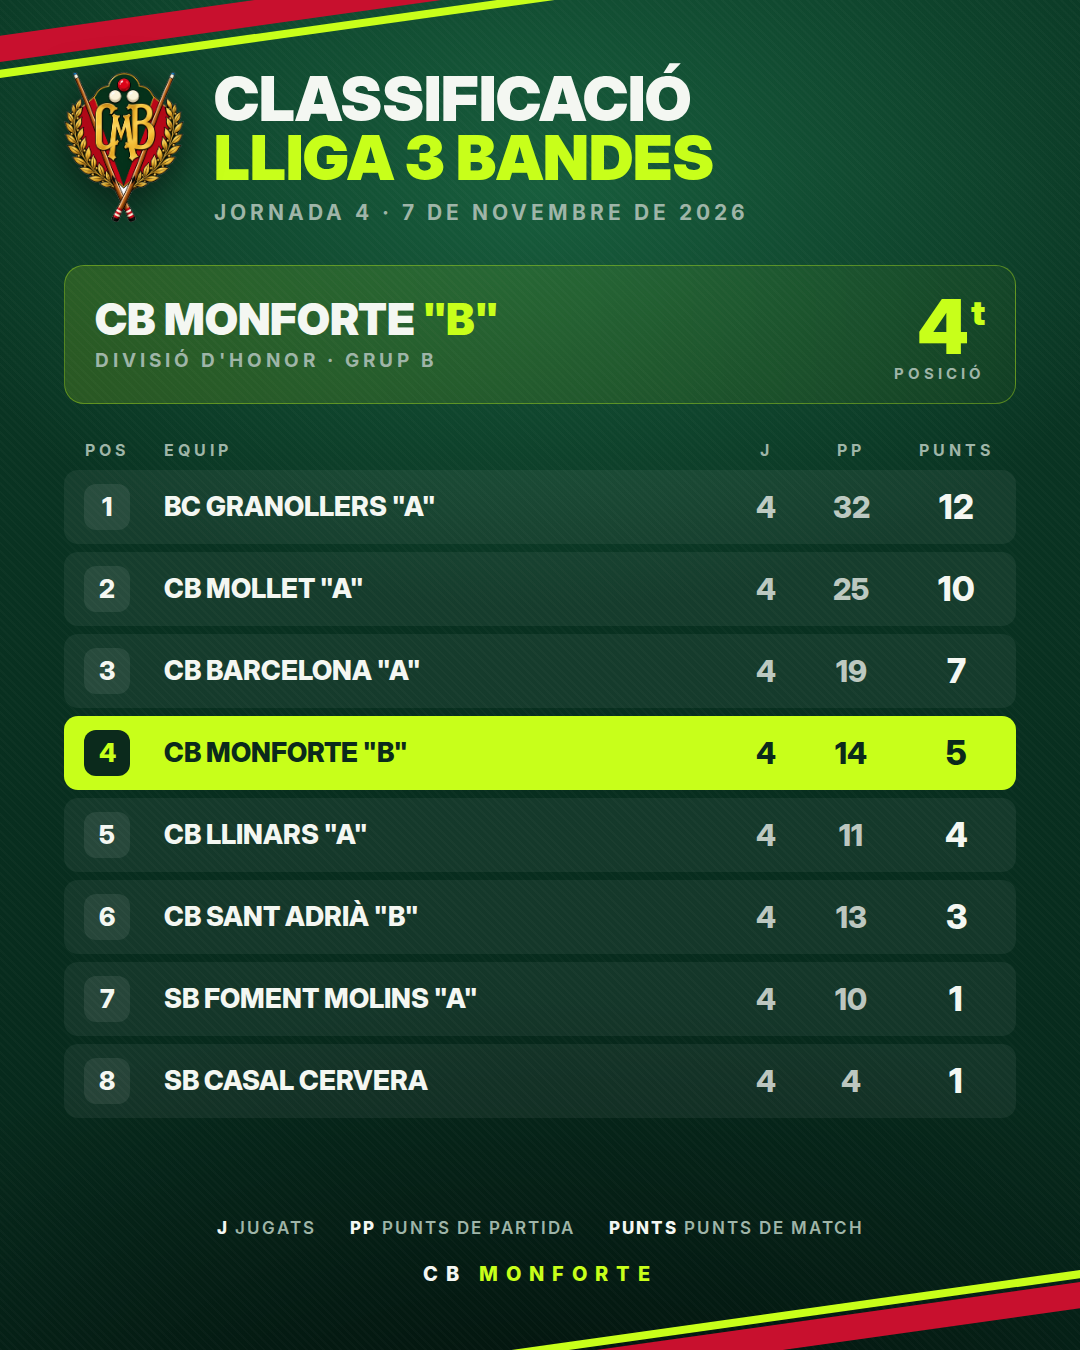 CMB
CLASSIFICACIÓ
LLIGA 3 BANDES
JORNADA 4 · 7 DE NOVEMBRE DE 2026
CB MONFORTE "B"
DIVISIÓ D'HONOR · GRUP B
4t
POSICIÓ
POS EQUIP J PP PUNTS
1 BC GRANOLLERS "A" 4 32 12
2 CB MOLLET "A" 4 25 10
3 CB BARCELONA "A" 4 19 7
4 CB MONFORTE "B" 4 14 5
5 CB LLINARS "A" 4 11 4
6 CB SANT ADRIÀ "B" 4 13 3
7 SB FOMENT MOLINS "A" 4 10 1
8 SB CASAL CERVERA 4 4 1
J JUGATS PP PUNTS DE PARTIDA PUNTS PUNTS DE MATCH
CB MONFORTE